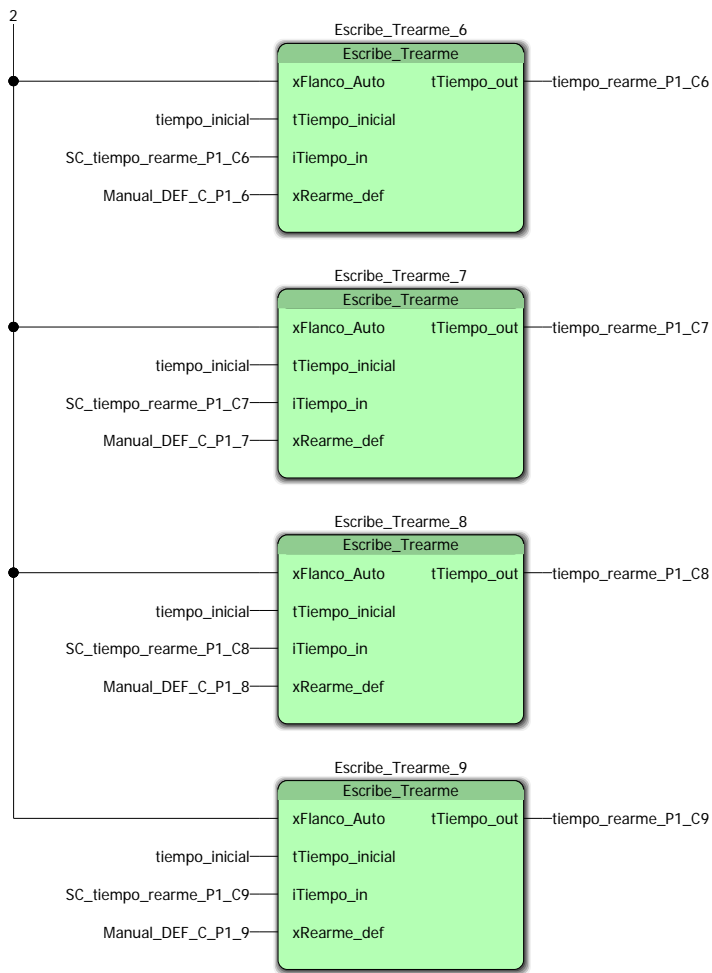 2
Escribe_Trearme_6
Escribe_Trearme
xFlanco_Auto tTiempo_out tiempo_rearme_P1_C6
tiempo_inicial tTiempo_inicial
SC_tiempo_rearme_P1_C6 iTiempo_in
Manual_DEF_C_P1_6 xRearme_def
Escribe_Trearme_7
Escribe_Trearme
xFlanco_Auto tTiempo_out tiempo_rearme_P1_C7
tiempo_inicial tTiempo_inicial
SC_tiempo_rearme_P1_C7 iTiempo_in
Manual_DEF_C_P1_7 xRearme_def
Escribe_Trearme_8
Escribe_Trearme
xFlanco_Auto tTiempo_out tiempo_rearme_P1_C8
tiempo_inicial tTiempo_inicial
SC_tiempo_rearme_P1_C8 iTiempo_in
Manual_DEF_C_P1_8 xRearme_def
Escribe_Trearme_9
Escribe_Trearme
xFlanco_Auto tTiempo_out tiempo_rearme_P1_C9
tiempo_inicial tTiempo_inicial
SC_tiempo_rearme_P1_C9 iTiempo_in
Manual_DEF_C_P1_9 xRearme_def